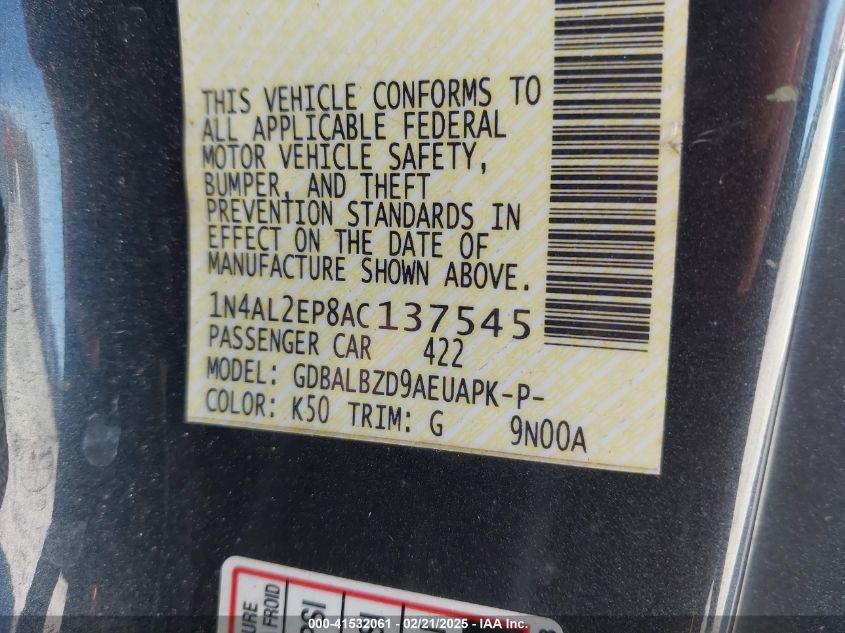 THIS VEHICLE CONFORMS TO
ALL APPLICABLE FEDERAL
MOTOR VEHICLE SAFETY,
BUMPER, AND THEFT
PREVENTION STANDARDS IN
EFFECT ON THE DATE OF
MANUFACTURE SHOWN ABOVE.
1N4AL2EP8AC137545
PASSENGER CAR 422
MODEL: GDBALBZD9AEUAPK-P-
COLOR: K50 TRIM: G 9N00A
FROID
000-41532061 - 02/21/2025 - IAA Inc.